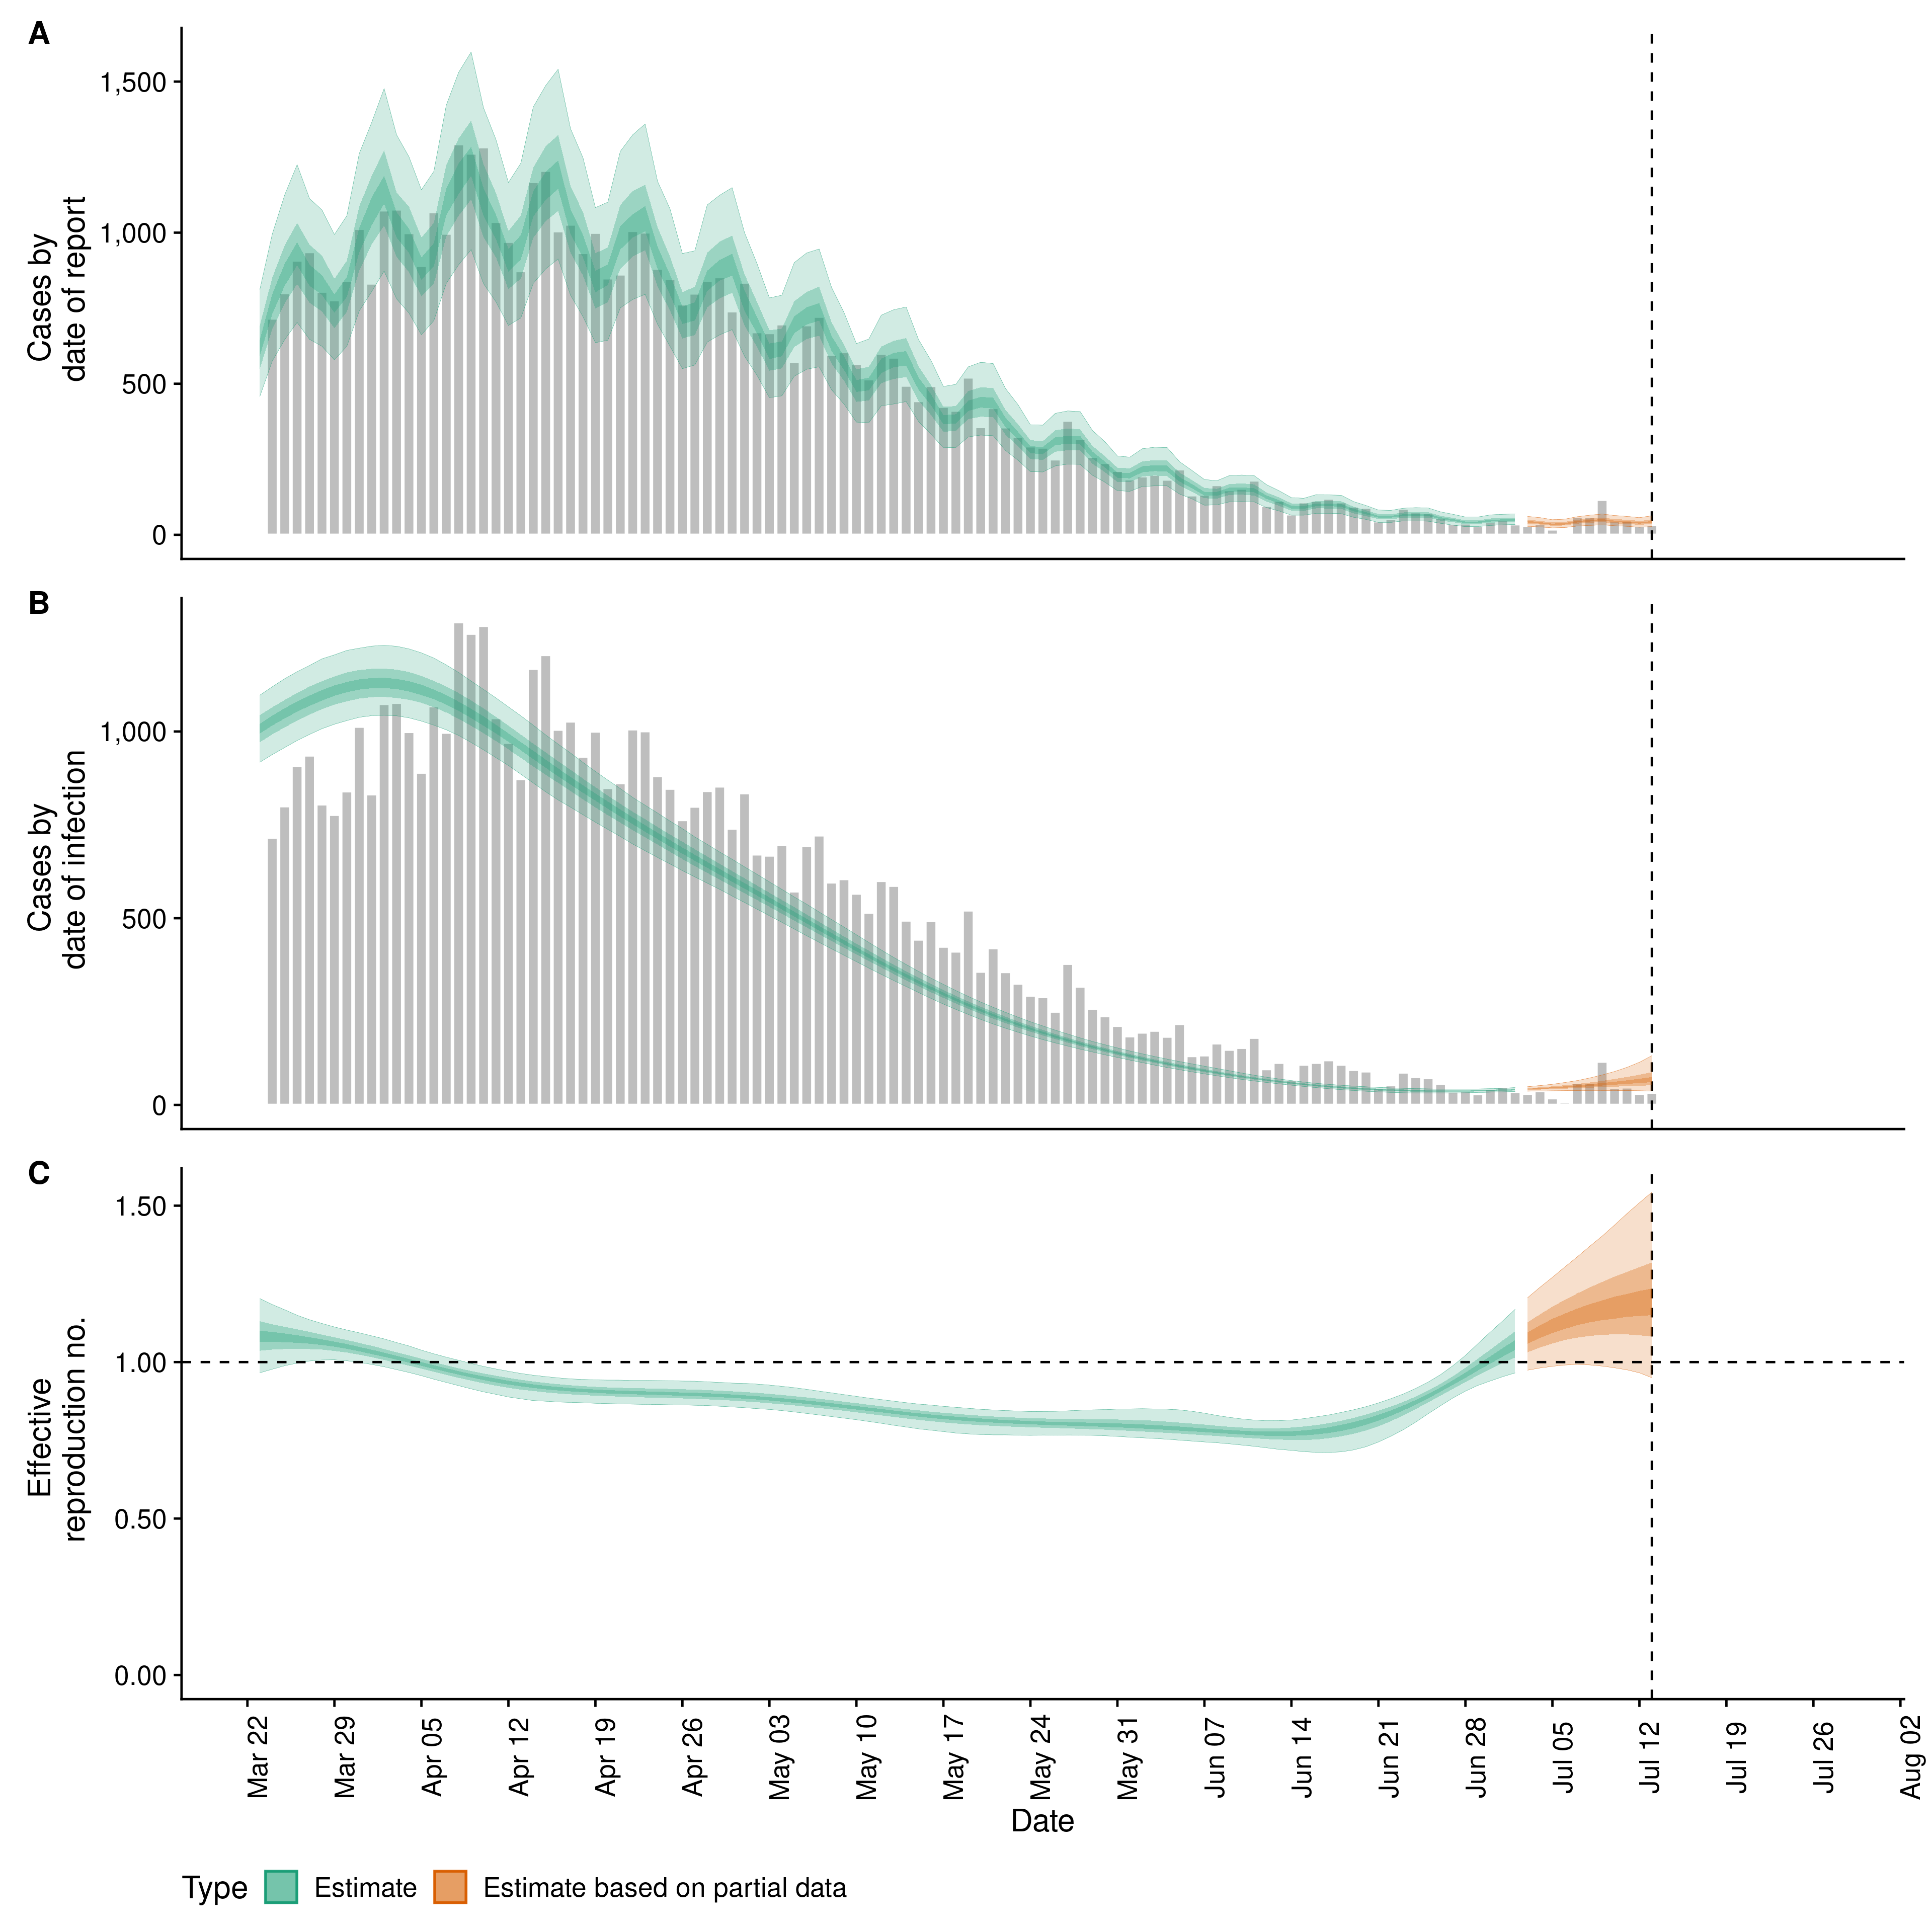 A
Cases by
date of report
1,500
1,000
500
0
B
Cases by
date of infection
1,000
500
0
C
Effective
reproduction no.
1.50
1.00
0.50
0.00
Mar 22
Mar 29
Apr 05
Apr 12
Apr 19
Apr 26
May 03
May 10
May 17
May 24
May 31
Jun 07
Jun 14
Jun 21
Jun 28
Jul 05
Jul 12
Jul 19
Jul 26
Aug 02
Date
Type Estimate Estimate based on partial data